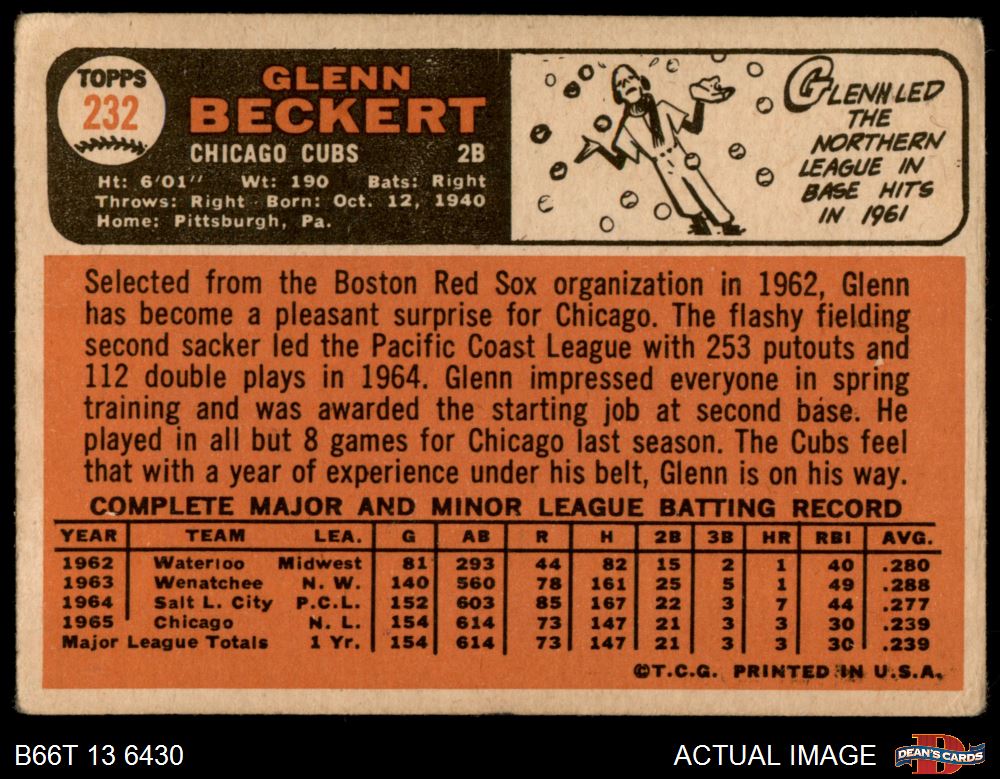 TOPPS
232
GLENN
BECKERT
CHICAGO CUBS 2B
Ht: 6'01" Wt: 190 Bats: Right
Throws: Right Born: Oct. 12, 1940
Home: Pittsburgh, Pa.
GLENN LED
THE
NORTHERN
LEAGUE IN
BASE HITS
IN 1961
Selected from the Boston Red Sox organization in 1962, Glenn
has become a pleasant surprise for Chicago. The flashy fielding
second sacker led the Pacific Coast League with 253 putouts and
112 double plays in 1964. Glenn impressed everyone in spring
training and was awarded the starting job at second base. He
played in all but 8 games for Chicago last season. The Cubs feel
that with a year of experience under his belt, Glenn is on his way.
COMPLETE MAJOR AND MINOR LEAGUE BATTING RECORD
YEAR TEAM LEA. G AB R H 2B 3B HR RBI AVG.
1962 Waterloo Midwest 81 293 44 82 15 2 1 40 .280
1963 Wenatchee N. W. 140 560 78 161 25 5 1 49 .288
1964 Salt L. City P.C.L. 152 603 85 167 22 3 7 44 .277
1965 Chicago N. L. 154 614 73 147 21 3 3 30 .239
Major League Totals 1 Yr. 154 614 73 147 21 3 3 30 .239
©T.C.G. PRINTED IN U.S.A.
B66T 13 6430
ACTUAL IMAGE
DEAN'S CARDS